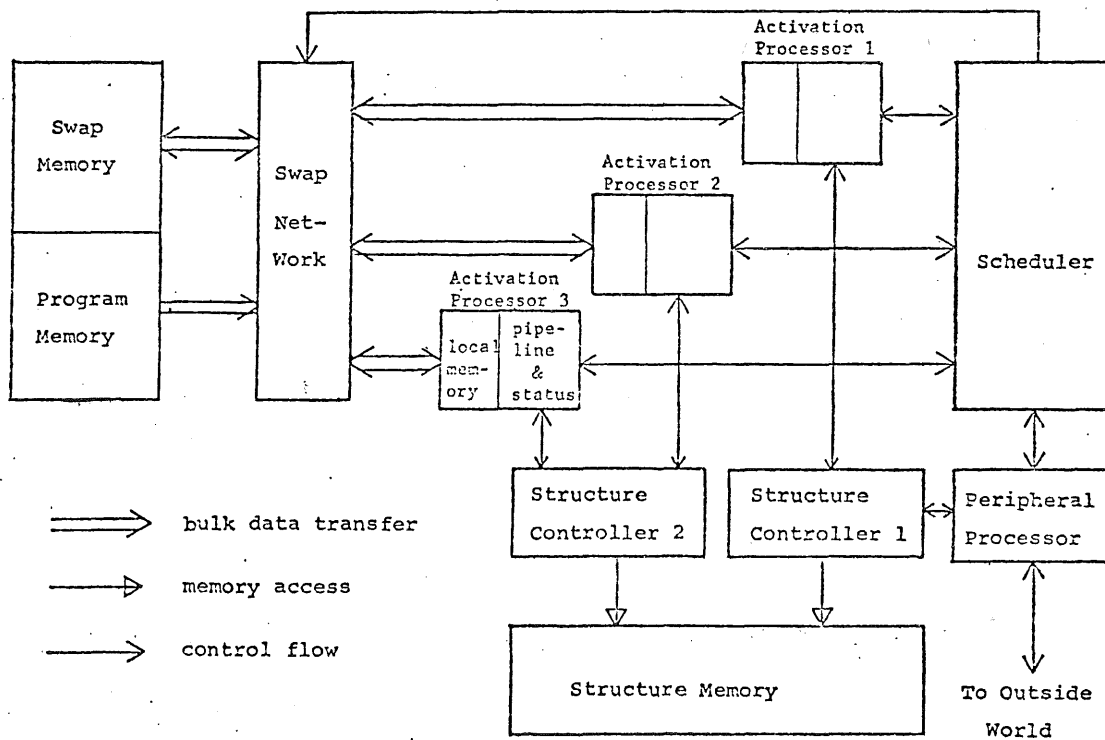 Activation
Processor 1
Swap
Memory
Swap
Net-
Work
Activation
Processor 2
Scheduler
Program
Memory
Activation
Processor 3
local
mem-
ory
pipe-
line
&
status
Structure
Controller 2
Structure
Controller 1
Peripheral
Processor
bulk data transfer
memory access
control flow
Structure Memory
To Outside
World